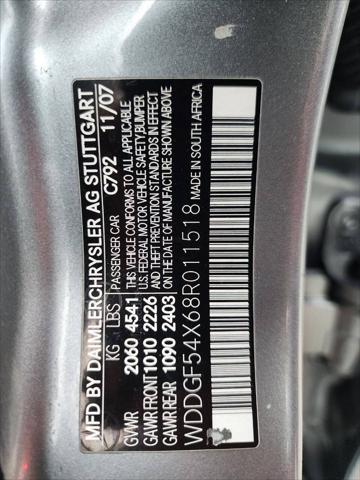 MFD BY DAIMLERCHRYSLER AG STUTTGART
PASSENGER CAR C792 11/07
KG LBS
GVWR 2060 4541
GAWR FRONT 1010 2226
GAWR REAR 1090 2403
THIS VEHICLE CONFORMS TO ALL APPLICABLE
U.S. FEDERAL MOTOR VEHICLE SAFETY,BUMPER
AND THEFT PREVENTION STANDARDS IN EFFECT
ON THE DATE OF MANUFACTURE SHOWN ABOVE
WDDGF54X68R011518 MADE IN SOUTH AFRICA